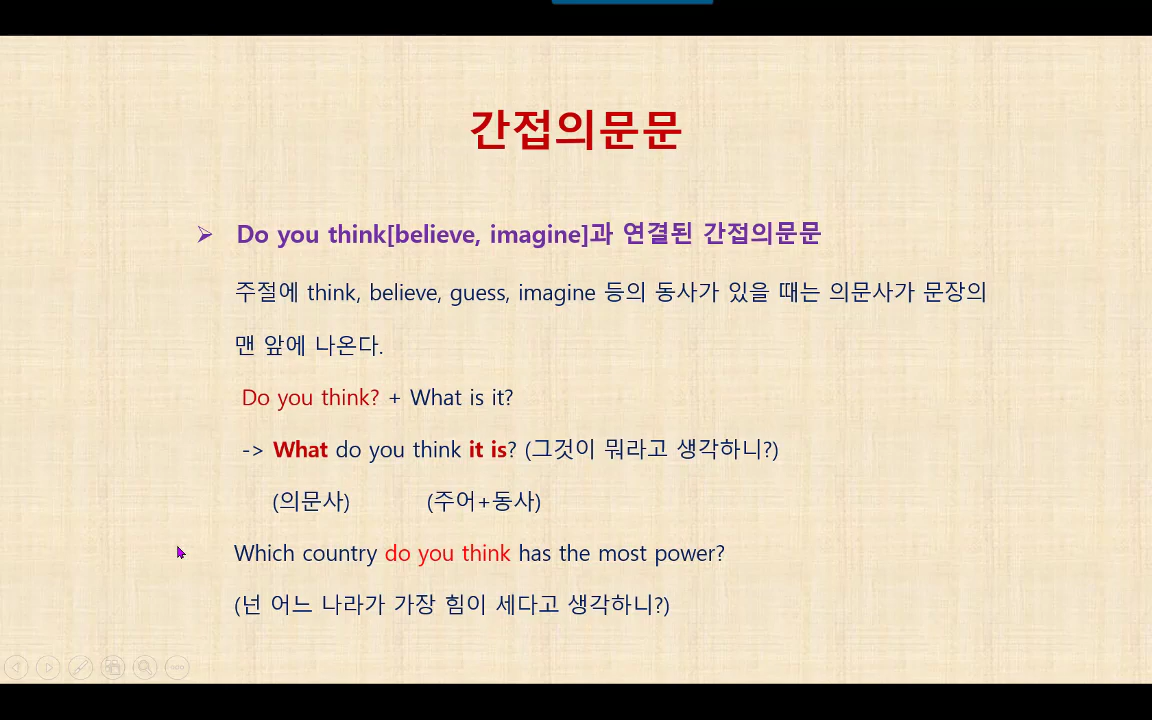 간접의문문
Do you think[believe, imagine]과 연결된 간접의문문
주절에 think, believe, guess, imagine 등의 동사가 있을 때는 의문사가 문장의
맨 앞에 나온다.
Do you think? + What is it?
-> What do you think it is? (그것이 뭐라고 생각하니?)
(의문사) (주어+동사)
Which country do you think has the most power?
(넌 어느 나라가 가장 힘이 세다고 생각하니?)